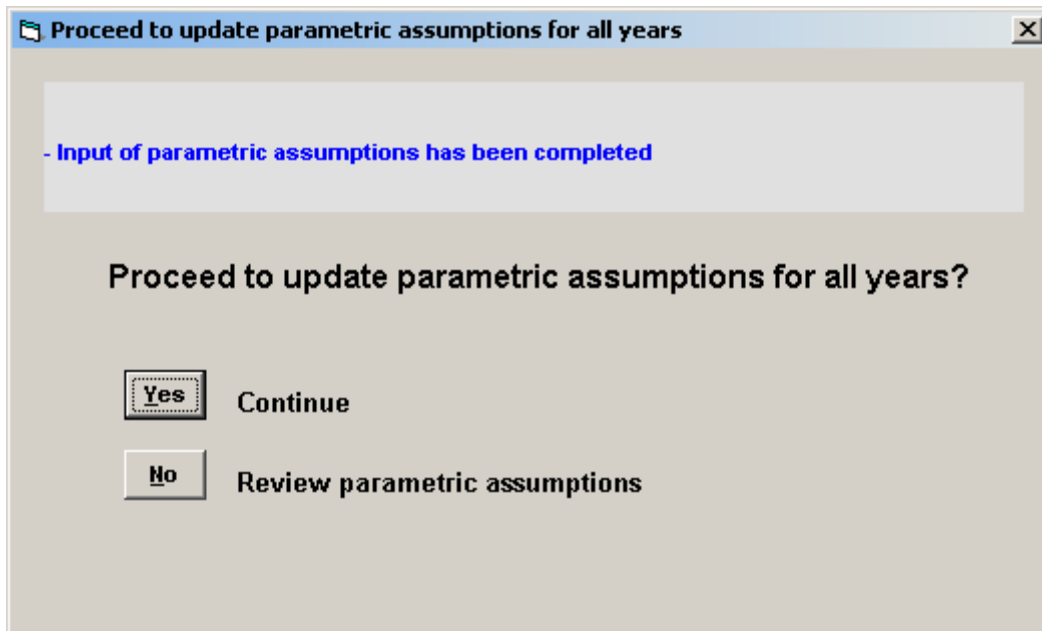 Proceed to update parametric assumptions for all years
- Input of parametric assumptions has been completed
Proceed to update parametric assumptions for all years?
Yes Continue
No Review parametric assumptions